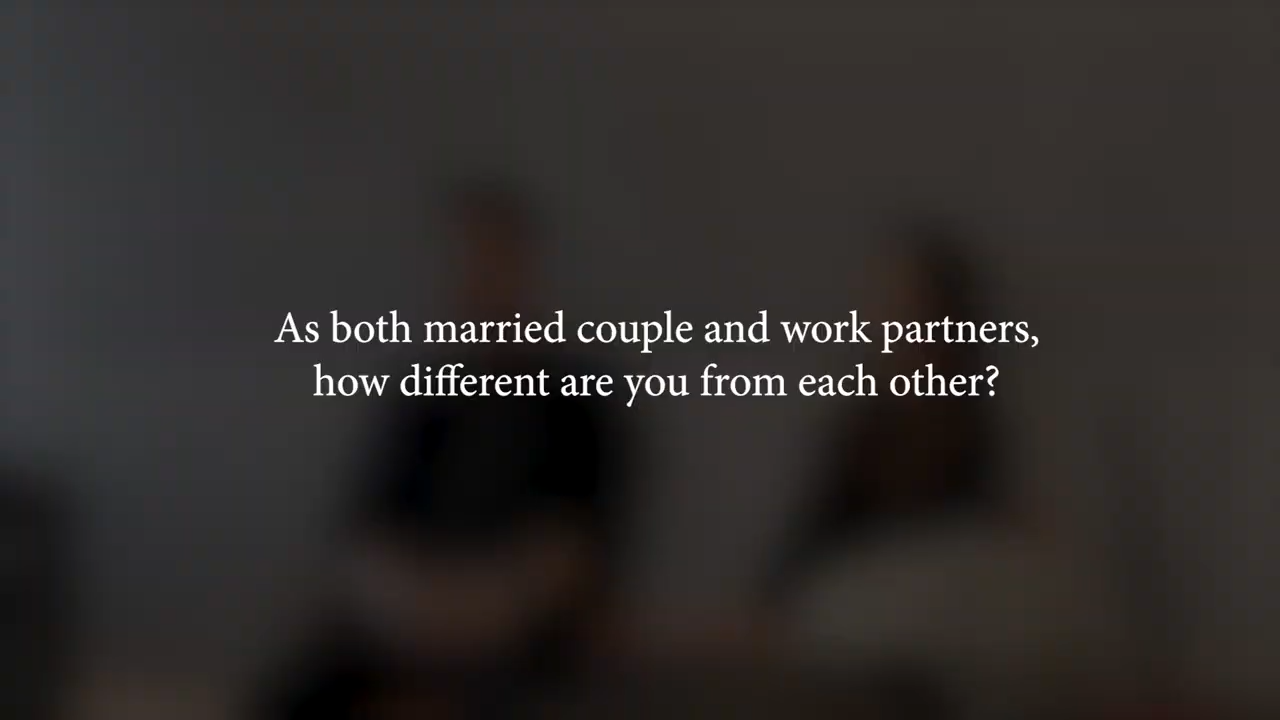 As both married couple and work partners,
how different are you from each other?